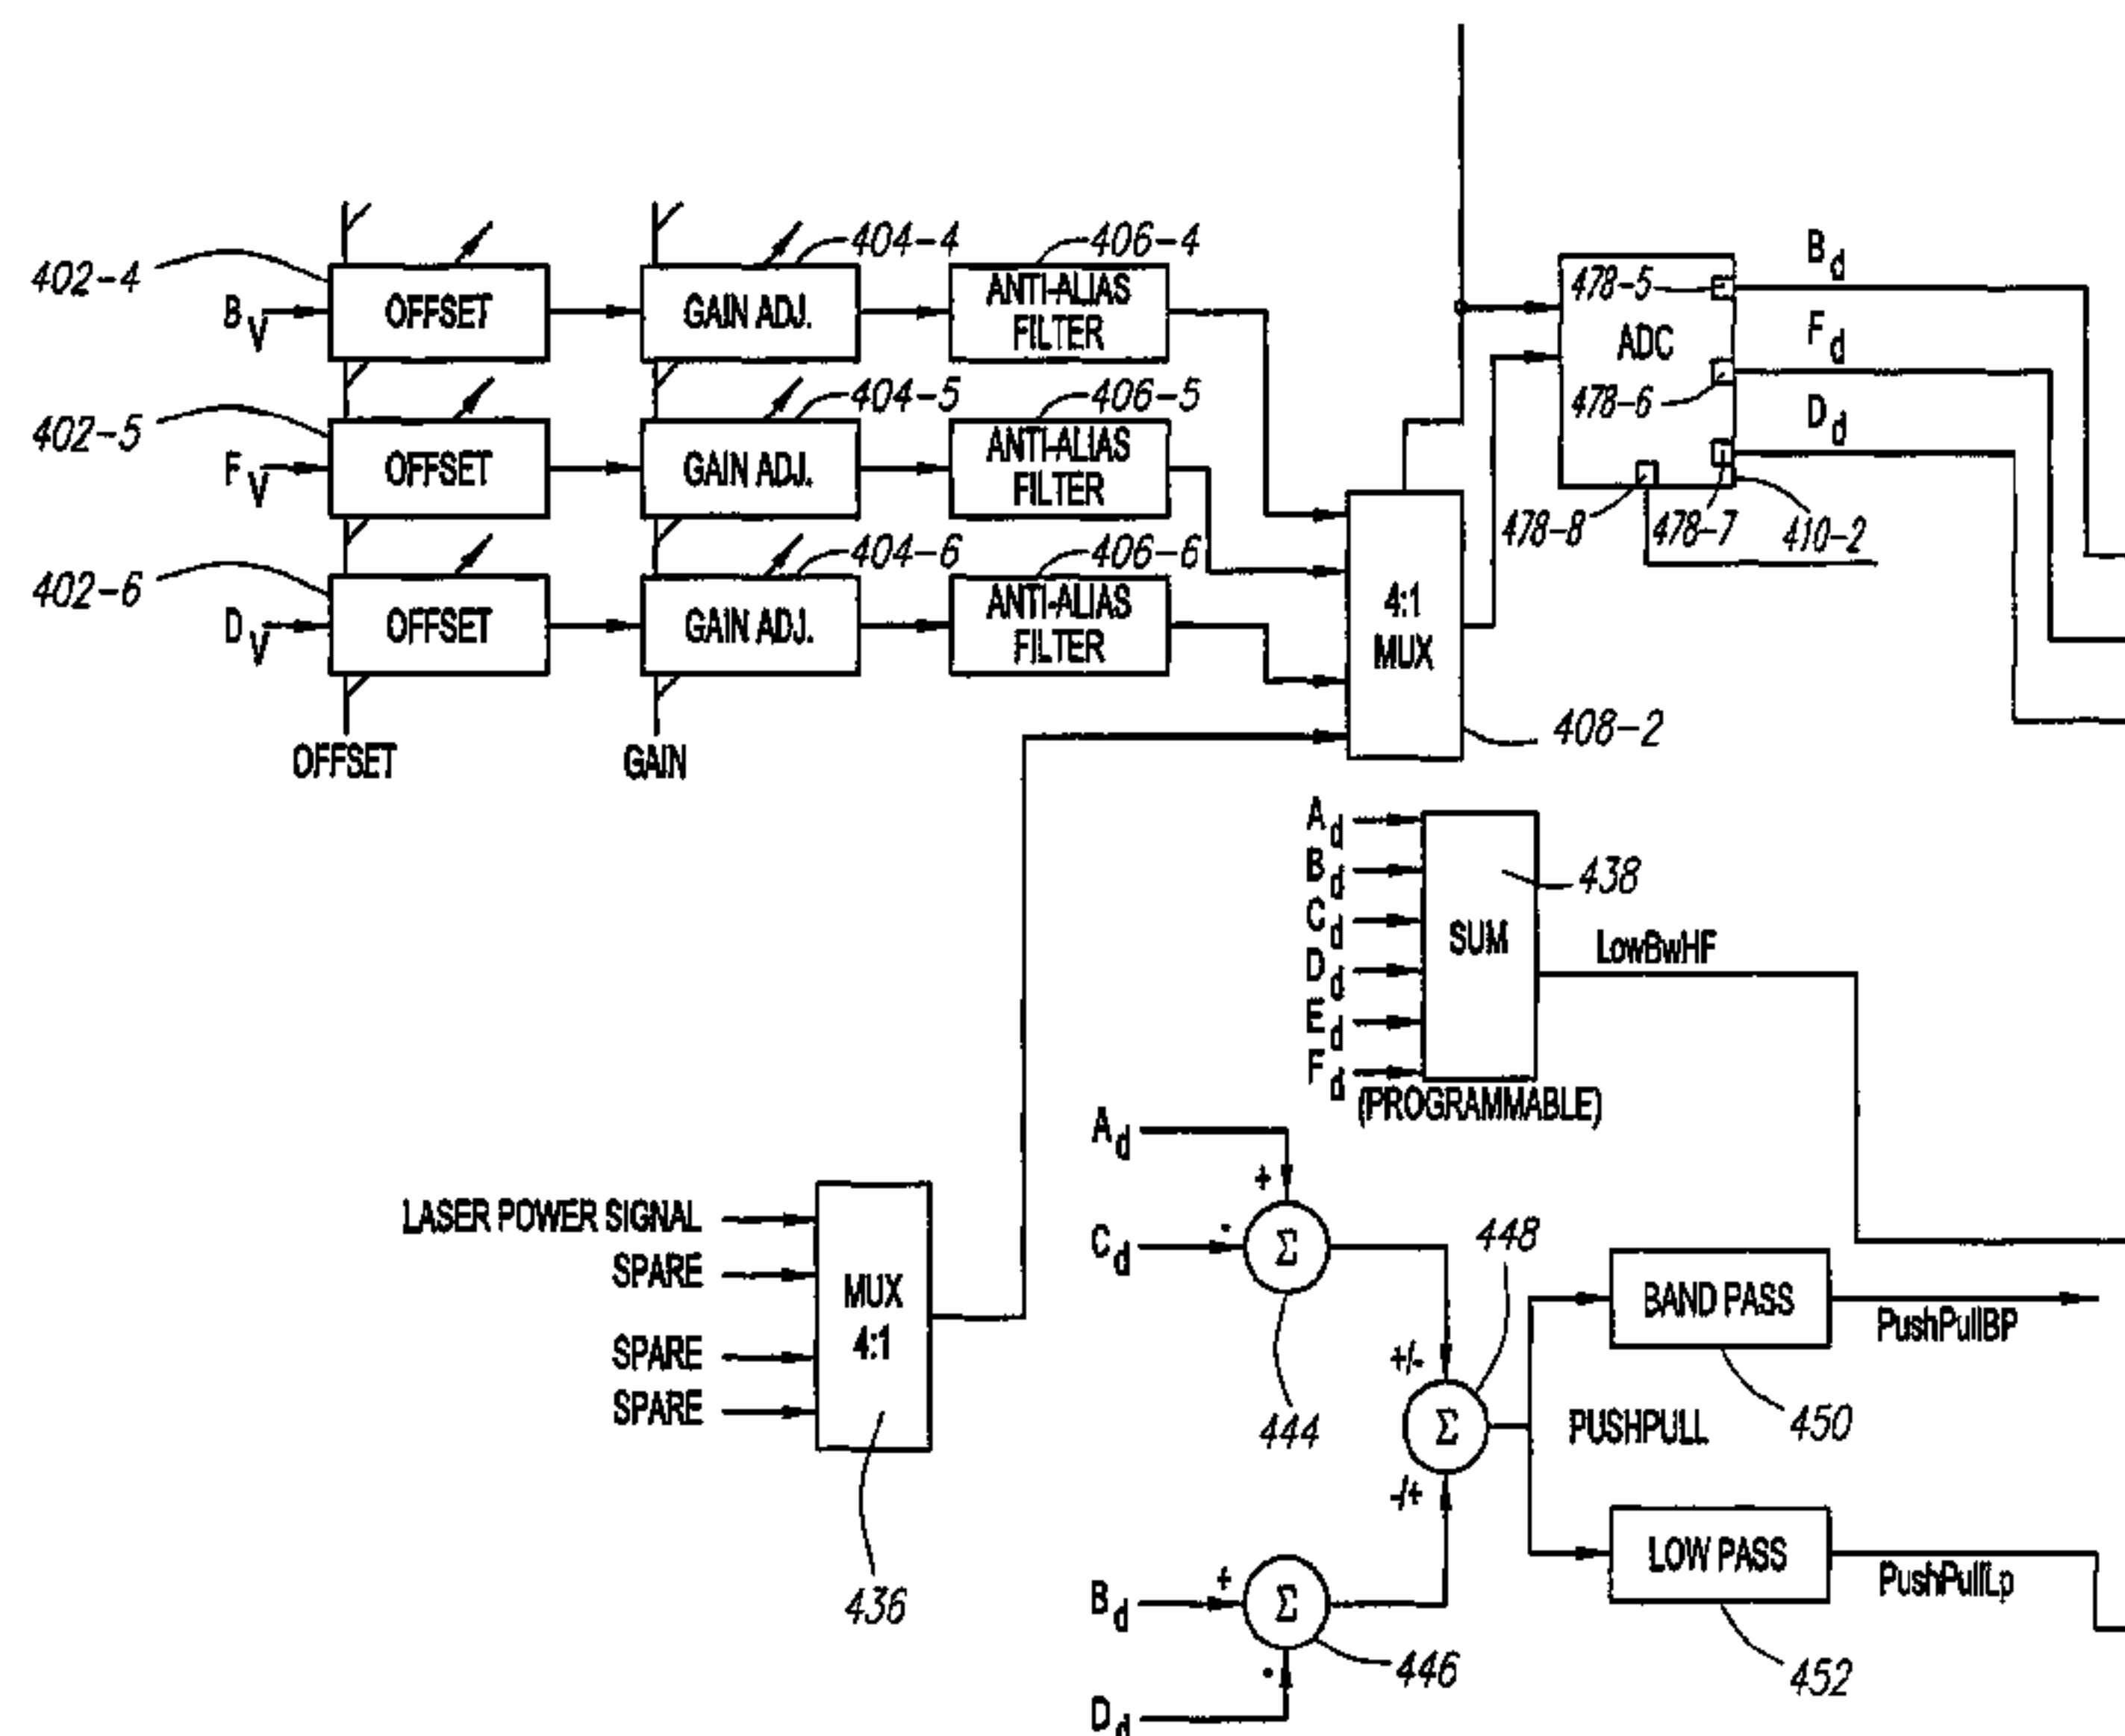 402-4
B V
OFFSET
GAIN ADJ.
404-4
ANTI-ALIAS
FILTER
406-4
402-5
F V
OFFSET
GAIN ADJ.
404-5
ANTI-ALIAS
FILTER
406-5
402-6
D V
OFFSET
GAIN ADJ.
404-6
ANTI-ALIAS
FILTER
406-6
OFFSET
GAIN
4:1
MUX
408-2
478-5
ADC
478-6
478-8
478-7
410-2
B d
F d
D d
A d
B d
C d
D d
E d
F d
SUM
438
(PROGRAMMABLE)
LowBwHF
LASER POWER SIGNAL
SPARE
SPARE
SPARE
MUX
4:1
436
A d
+
C d
-
Σ
444
+/-
448
Σ
-/+
B d
+
Σ
446
D d
-
PUSHPULL
BAND PASS
450
PushPullBP
LOW PASS
452
PushPullLp